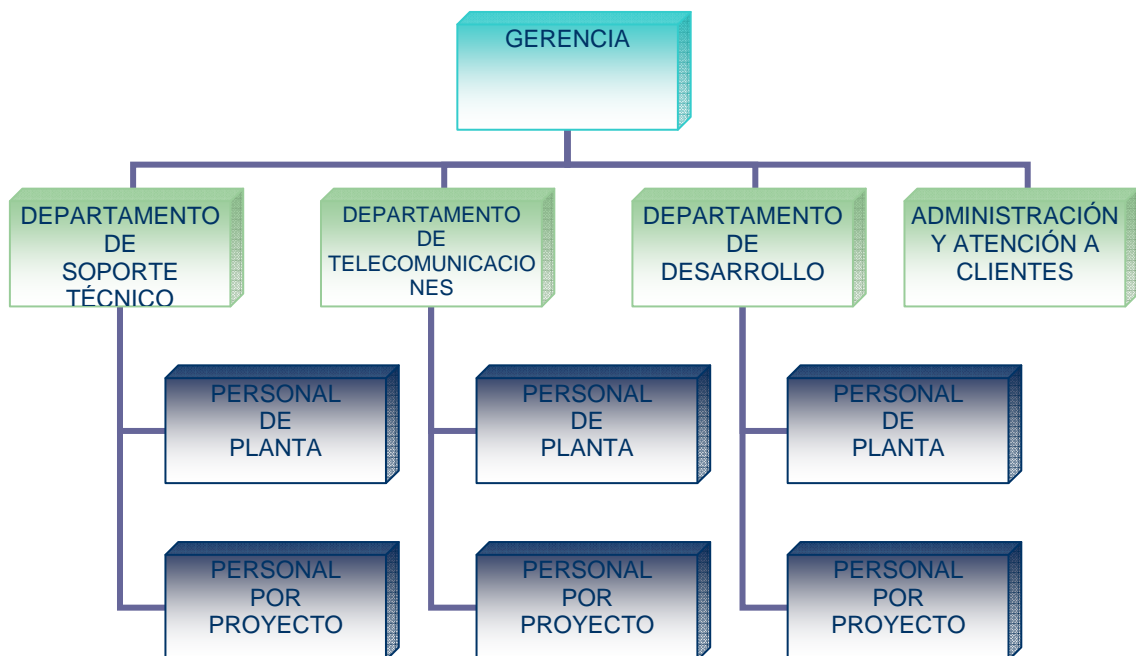 GERENCIA
DEPARTAMENTO
DE
SOPORTE
TÉCNICO
DEPARTAMENTO
DE
TELECOMUNICACIO
NES
DEPARTAMENTO
DE
DESARROLLO
ADMINISTRACIÓN
Y ATENCIÓN A
CLIENTES
PERSONAL
DE
PLANTA
PERSONAL
DE
PLANTA
PERSONAL
DE
PLANTA
PERSONAL
POR
PROYECTO
PERSONAL
POR
PROYECTO
PERSONAL
POR
PROYECTO